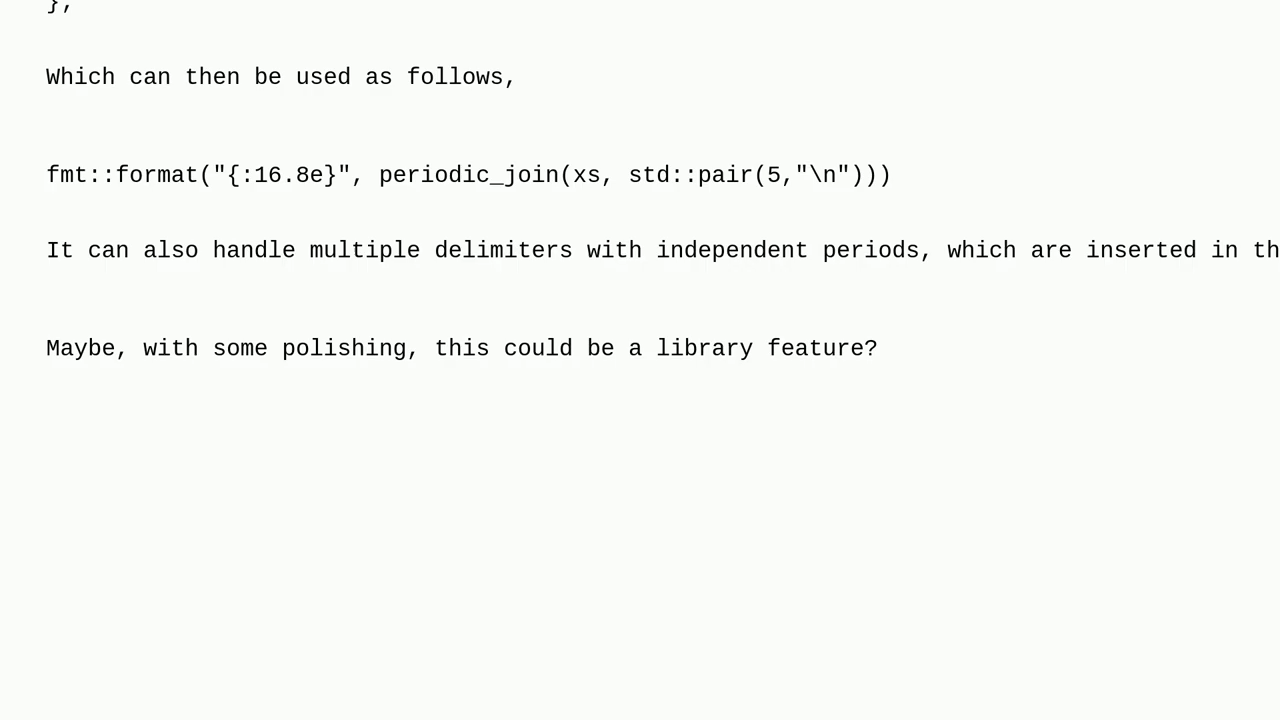 };
Which can then be used as follows,
fmt::format("{:16.8e}", periodic_join(xs, std::pair(5,"\n")))
It can also handle multiple delimiters with independent periods, which are inserted in th
Maybe, with some polishing, this could be a library feature?